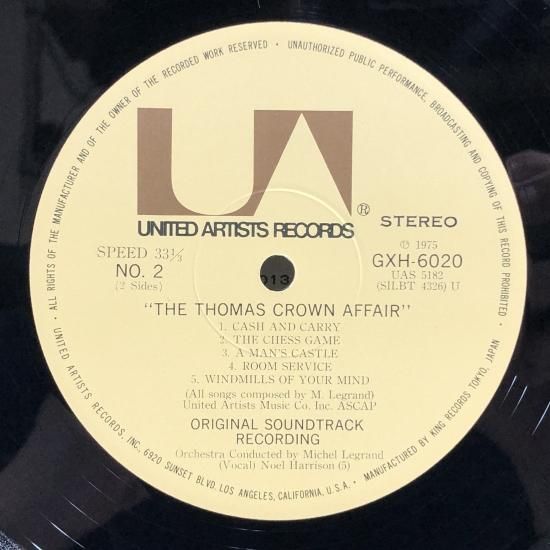 • ALL RIGHTS OF THE MANUFACTURER AND OF THE OWNER OF THE RECORDED WORK RESERVED • UNAUTHORIZED PUBLIC PERFORMANCE, BROADCASTING AND COPYING OF THIS RECORD PROHIBITED •
UA
®
UNITED ARTISTS RECORDS
STEREO
SPEED 33⅓
NO. 2
(2 Sides)
Ⓟ 1975
GXH-6020
UAS 5182
(SILBT 4326) U
013
"THE THOMAS CROWN AFFAIR"
1. CASH AND CARRY
2. THE CHESS GAME
3. A MAN'S CASTLE
4. ROOM SERVICE
5. WINDMILLS OF YOUR MIND
(All songs composed by M. Legrand)
United Artists Music Co. Inc. ASCAP
ORIGINAL SOUNDTRACK
RECORDING
Orchestra Conducted by Michel Legrand
(Vocal) Noel Harrison (5)
UNITED ARTISTS RECORDS, INC., 6920 SUNSET BLVD. LOS ANGELES, CALIFORNIA, U.S.A. • MANUFACTURED BY KING RECORDS TOKYO, JAPAN